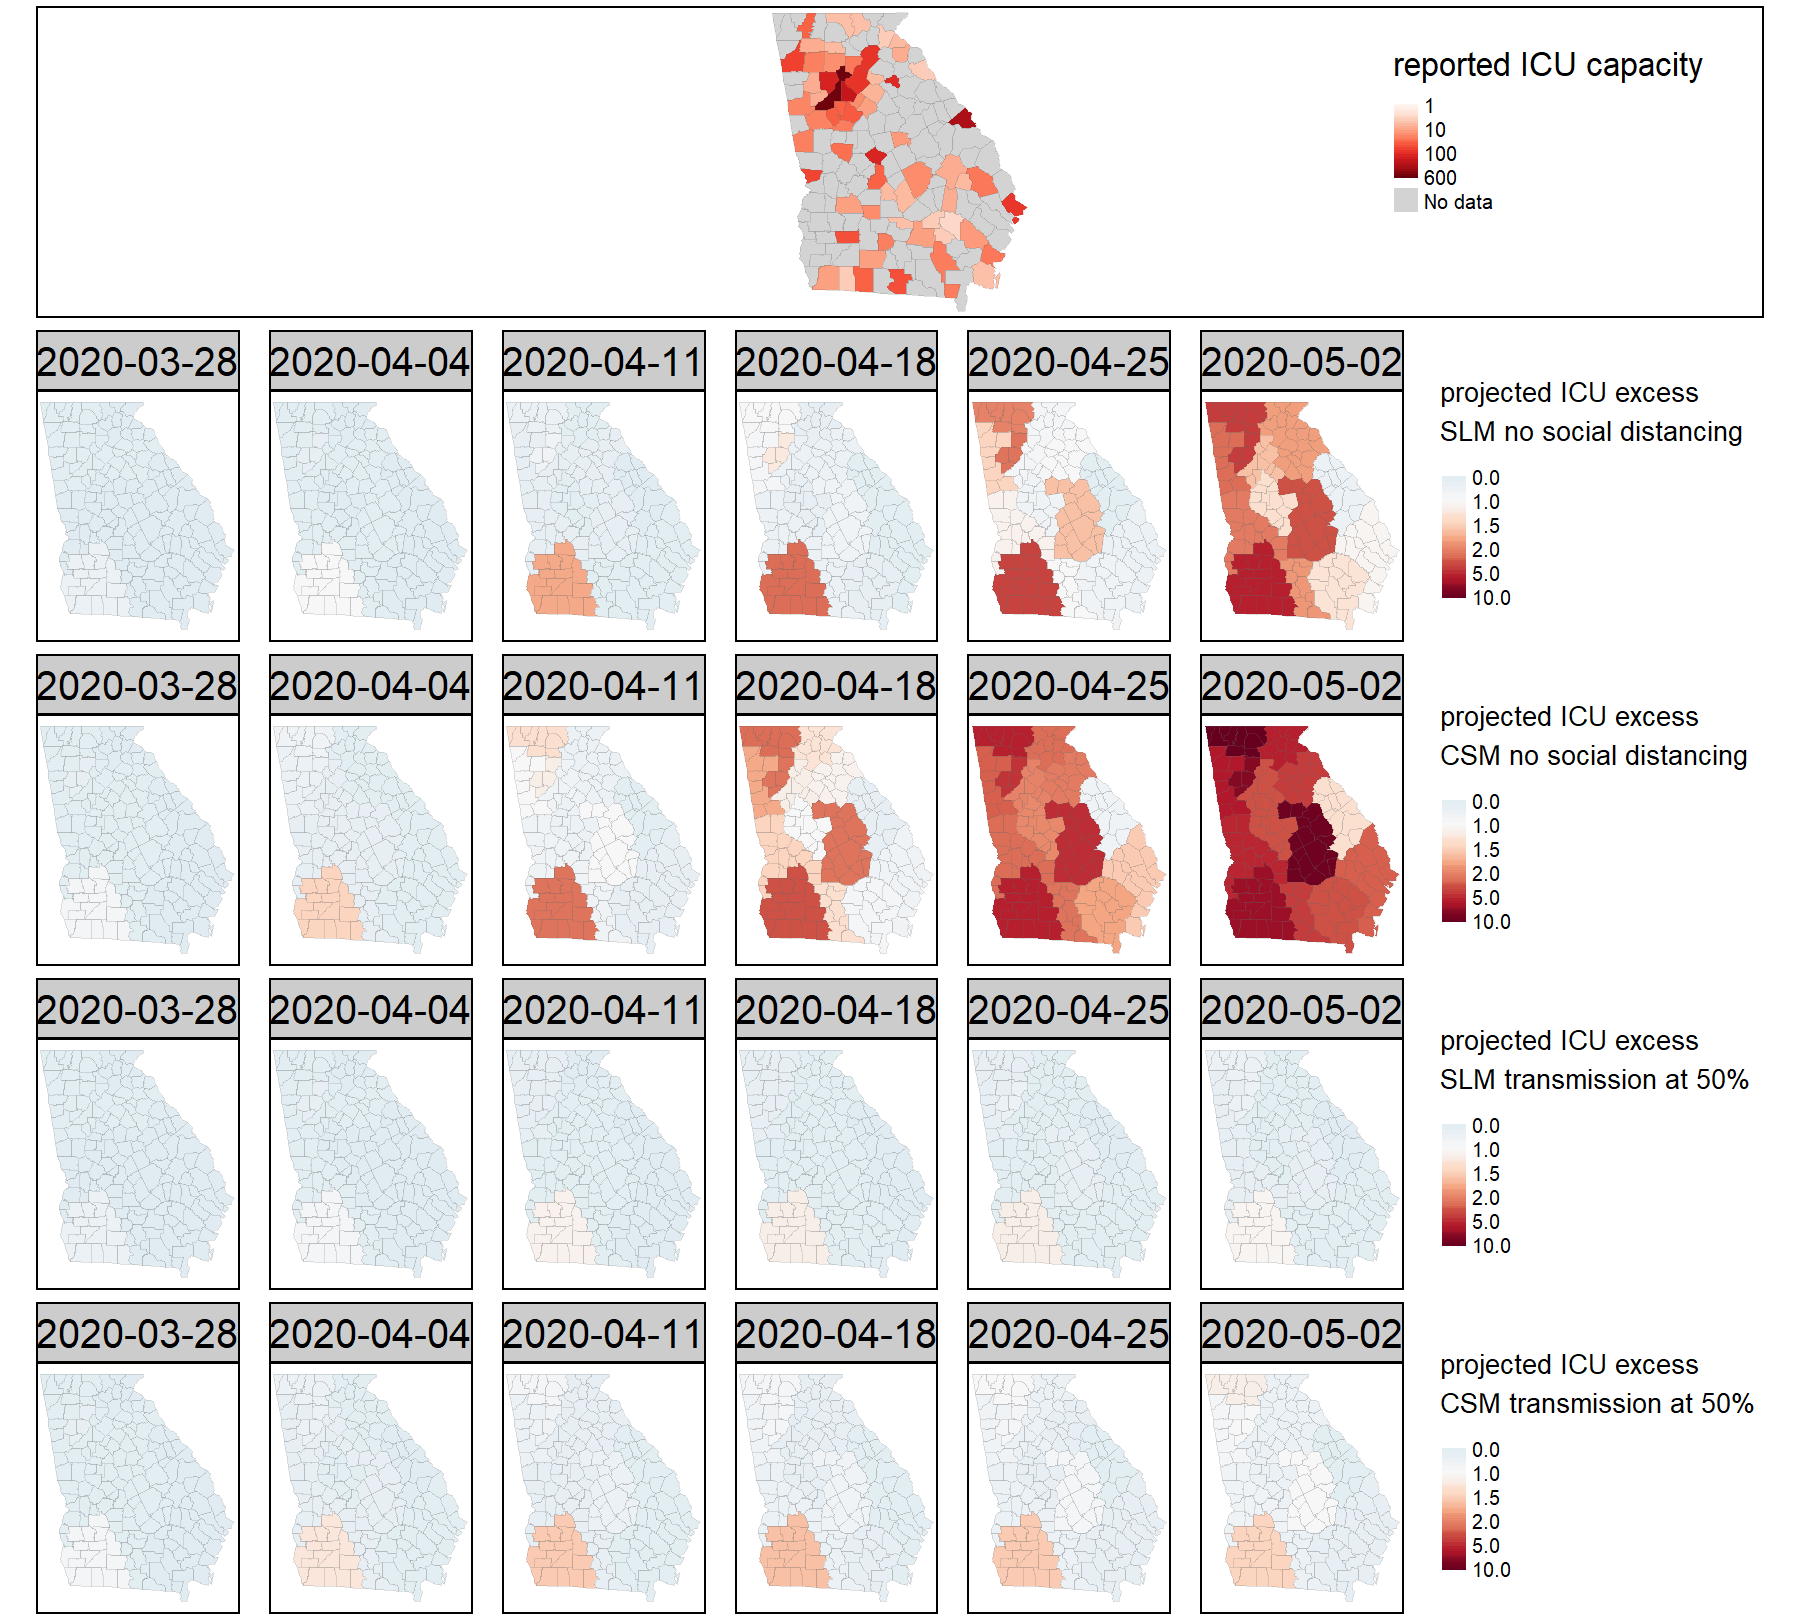 reported ICU capacity
1
10
100
600
No data
2020-03-28 2020-04-04 2020-04-11 2020-04-18 2020-04-25 2020-05-02
projected ICU excess
SLM no social distancing
0.0
1.0
1.5
2.0
5.0
10.0
2020-03-28 2020-04-04 2020-04-11 2020-04-18 2020-04-25 2020-05-02
projected ICU excess
CSM no social distancing
0.0
1.0
1.5
2.0
5.0
10.0
2020-03-28 2020-04-04 2020-04-11 2020-04-18 2020-04-25 2020-05-02
projected ICU excess
SLM transmission at 50%
0.0
1.0
1.5
2.0
5.0
10.0
2020-03-28 2020-04-04 2020-04-11 2020-04-18 2020-04-25 2020-05-02
projected ICU excess
CSM transmission at 50%
0.0
1.0
1.5
2.0
5.0
10.0